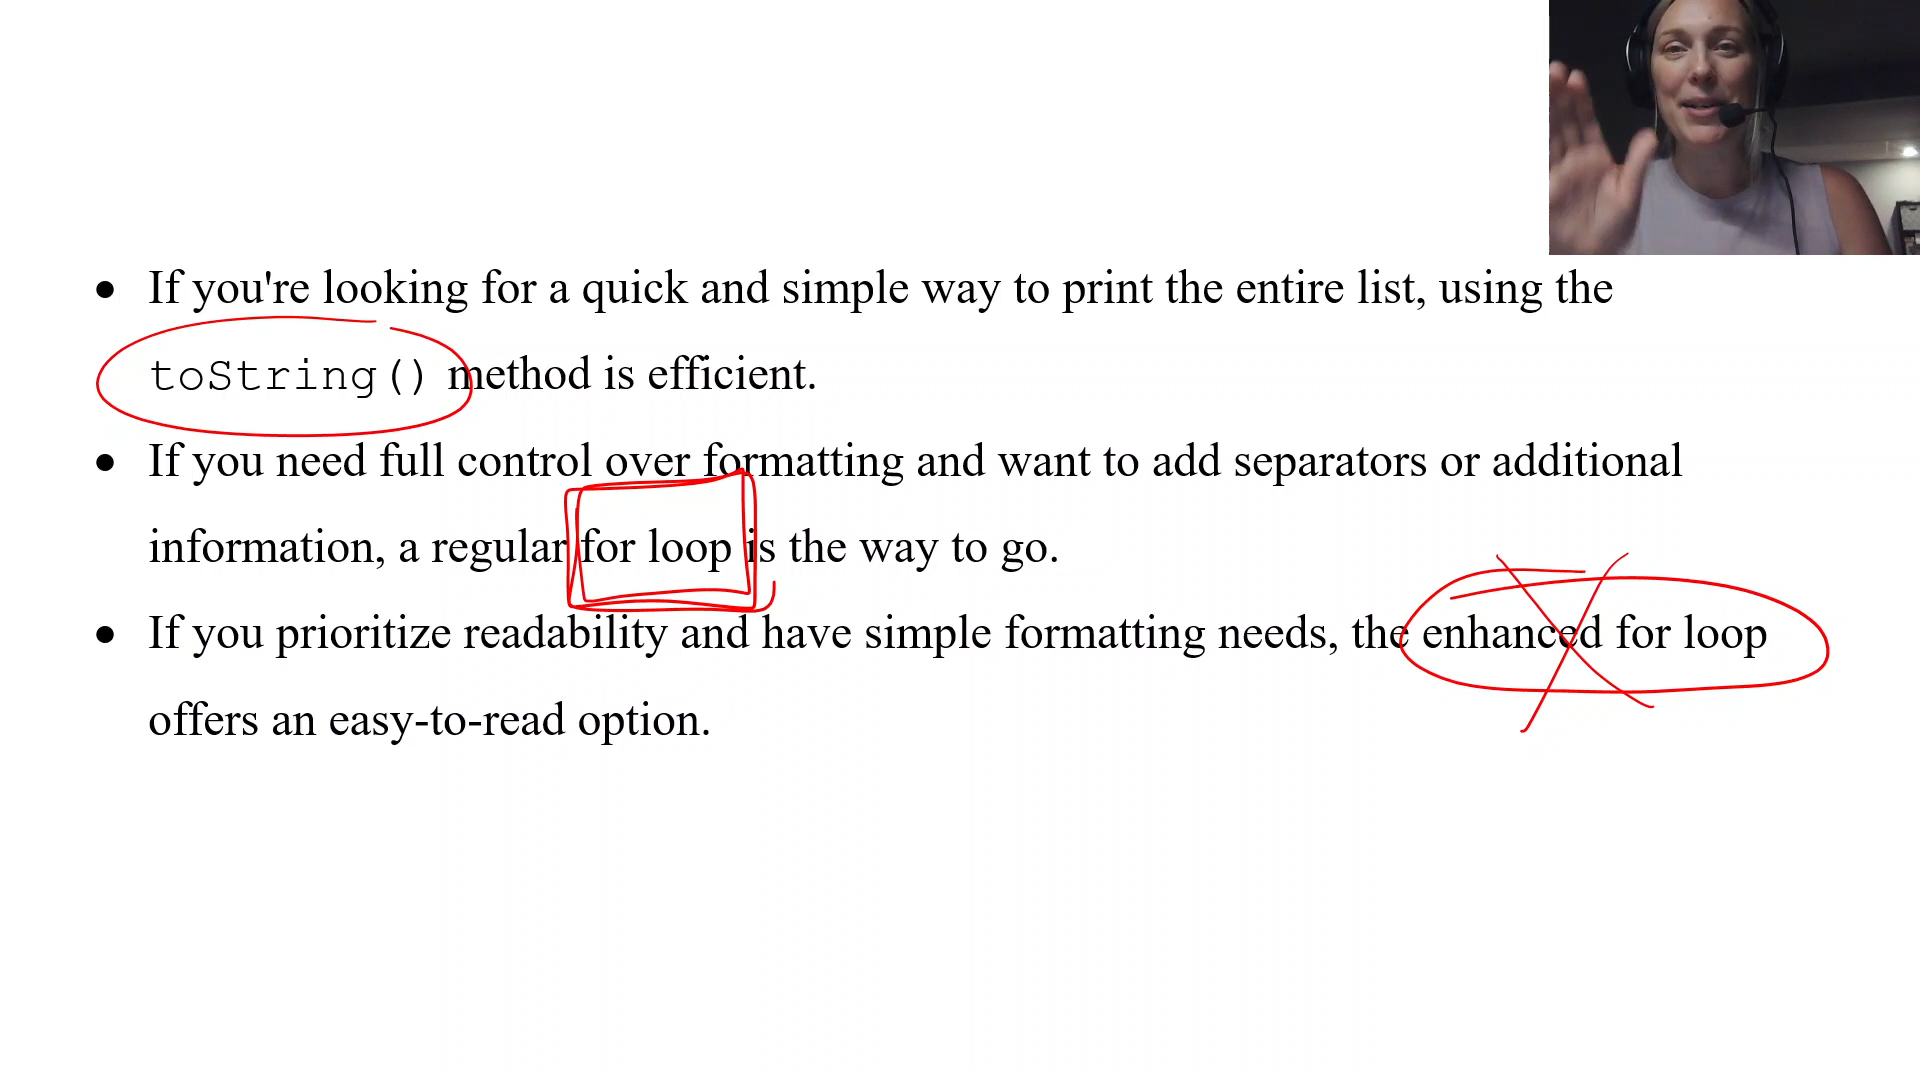 • If you're looking for a quick and simple way to print the entire list, using the
toString() method is efficient.
• If you need full control over formatting and want to add separators or additional
information, a regular for loop is the way to go.
• If you prioritize readability and have simple formatting needs, the enhanced for loop
offers an easy-to-read option.